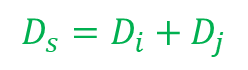 D_s = D_i + D_j